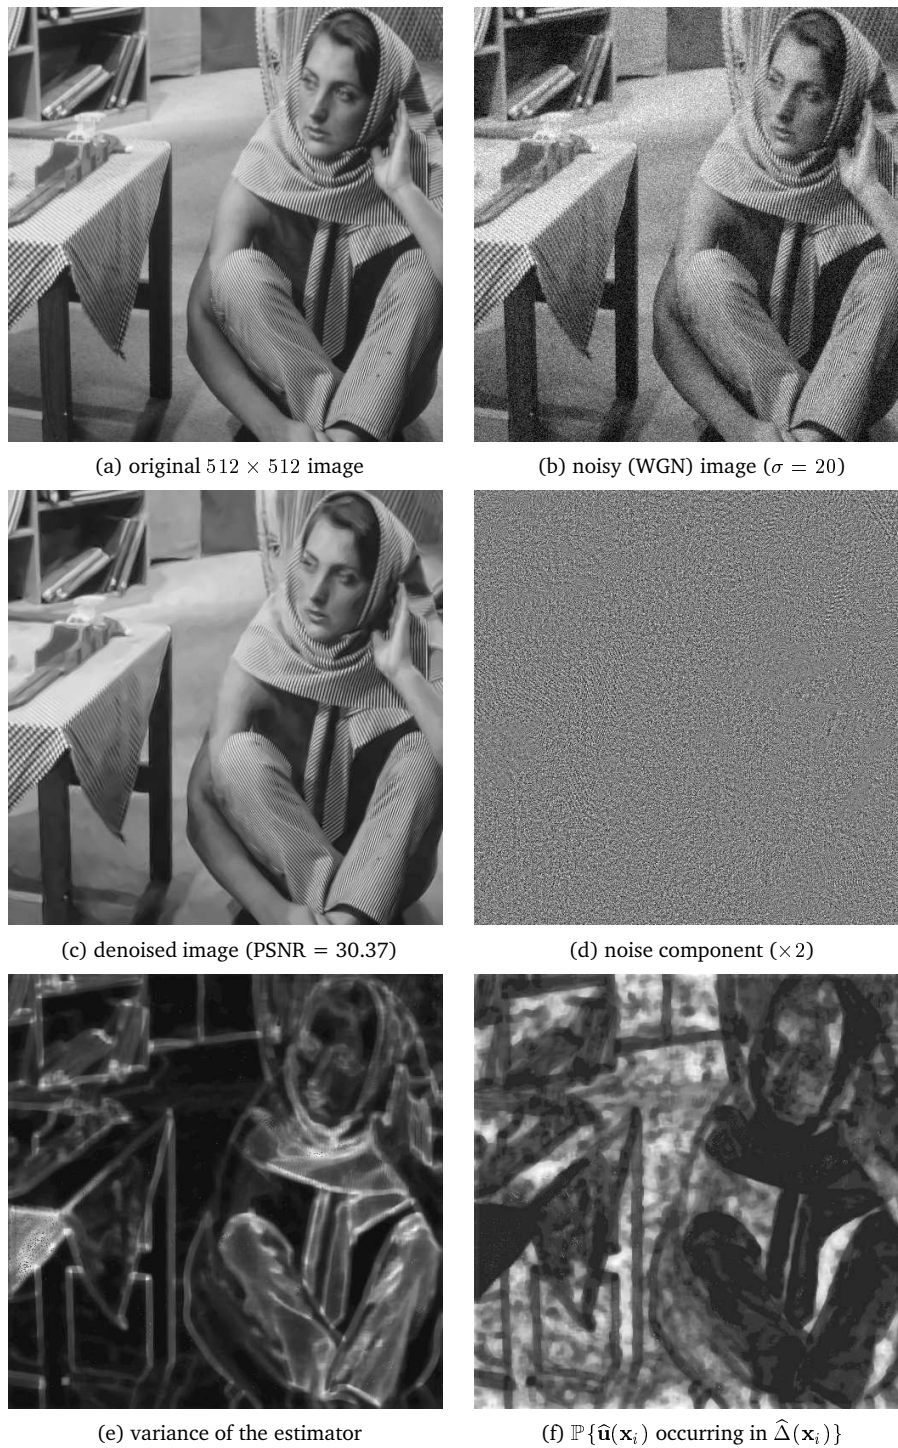 (a) original 512 × 512 image
(b) noisy (WGN) image (σ = 20)
(c) denoised image (PSNR = 30.37)
(d) noise component (×2)
(e) variance of the estimator
(f) ℙ{û(xᵢ) occurring in Δ̂(xᵢ)}